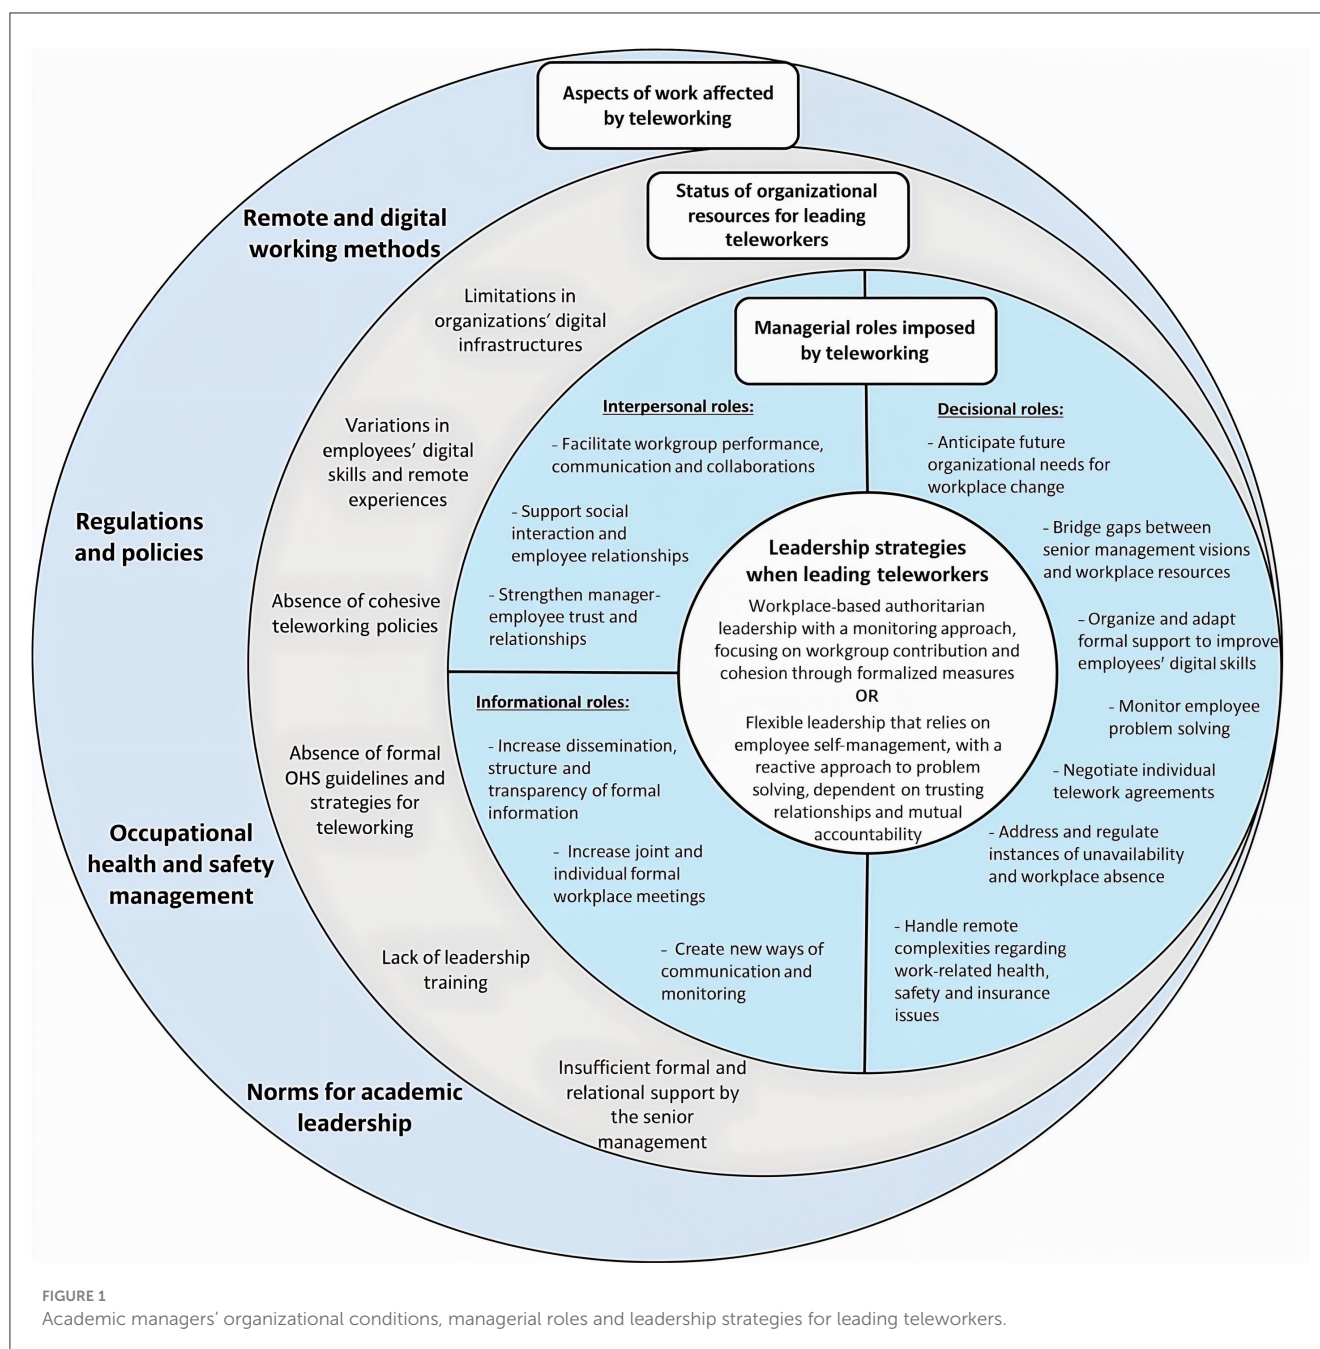 Aspects of work affected
by teleworking
Remote and digital
working methods
Regulations
and policies
Occupational
health and safety
management
Norms for academic
leadership
Status of organizational
resources for leading
teleworkers
Limitations in
organizations' digital
infrastructures
Variations in
employees' digital
skills and remote
experiences
Absence of cohesive
teleworking policies
Absence of formal
OHS guidelines and
strategies for
teleworking
Lack of leadership
training
Insufficient formal and
relational support by
the senior
management
Managerial roles imposed
by teleworking
Interpersonal roles:
- Facilitate workgroup performance,
communication and collaborations
- Support social
interaction and
employee relationships
- Strengthen manager-
employee trust and
relationships
Informational roles:
- Increase dissemination,
structure and
transparency of formal
information
- Increase joint and
individual formal
workplace meetings
- Create new ways of
communication and
monitoring
Decisional roles:
- Anticipate future
organizational needs for
workplace change
- Bridge gaps between
senior management visions
and workplace resources
- Organize and adapt
formal support to improve
employees' digital skills
- Monitor employee
problem solving
- Negotiate individual
telework agreements
- Address and regulate
instances of unavailability
and workplace absence
- Handle remote
complexities regarding
work-related health,
safety and insurance
issues
Leadership strategies
when leading teleworkers
Workplace-based authoritarian
leadership with a monitoring approach,
focusing on workgroup contribution and
cohesion through formalized measures
OR
Flexible leadership that relies on
employee self-management, with a
reactive approach to problem
solving, dependent on trusting
relationships and mutual
accountability
FIGURE 1
Academic managers' organizational conditions, managerial roles and leadership strategies for leading teleworkers.